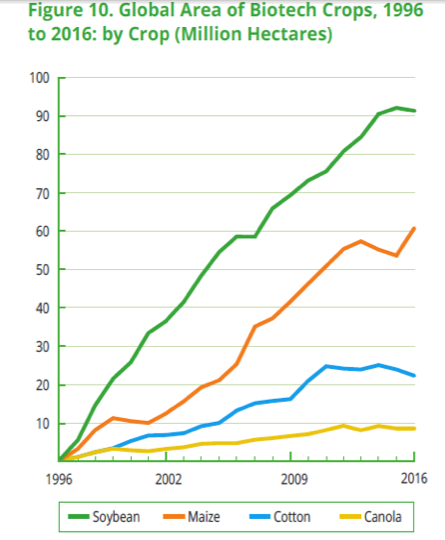 Figure 10. Global Area of Biotech Crops, 1996
to 2016: by Crop (Million Hectares)
100
90
80
70
60
50
40
30
20
10
1996 2002 2009 2016
Soybean Maize Cotton Canola